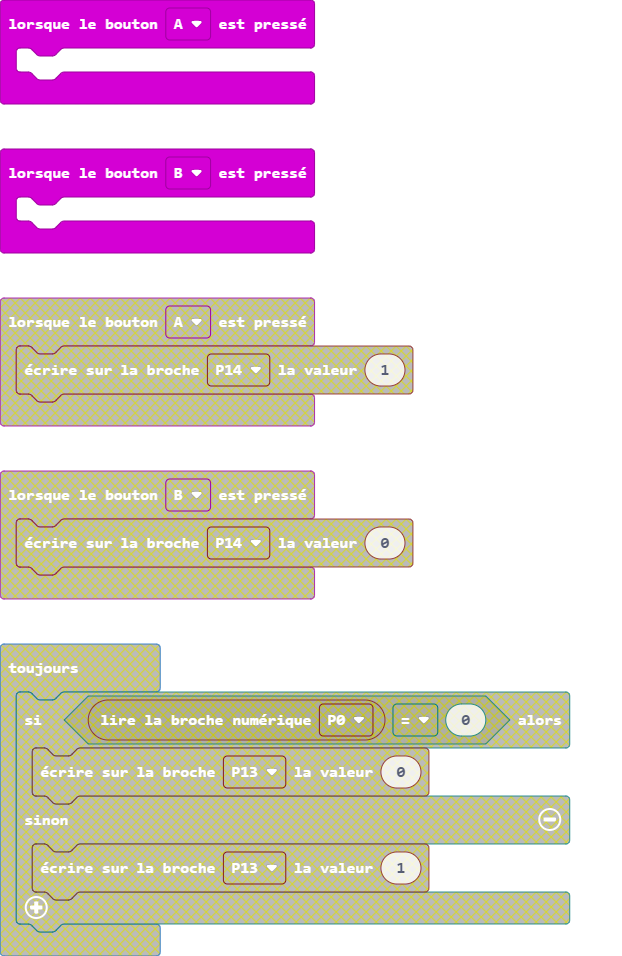 lorsque le bouton A est pressé
lorsque le bouton B est pressé
lorsque le bouton A est pressé
écrire sur la broche P14 la valeur 1
lorsque le bouton B est pressé
écrire sur la broche P14 la valeur 0
toujours
si lire la broche numérique P0 = 0 alors
écrire sur la broche P13 la valeur 0
sinon
écrire sur la broche P13 la valeur 1